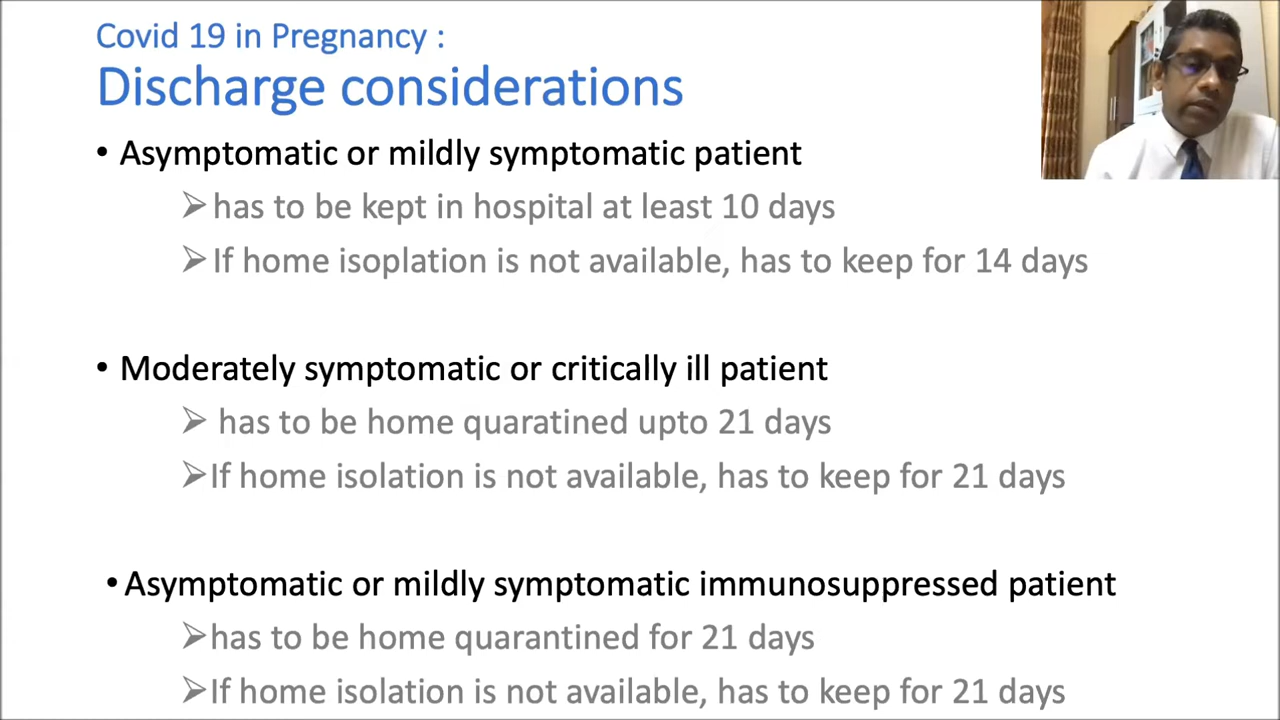 Covid 19 in Pregnancy :
Discharge considerations
• Asymptomatic or mildly symptomatic patient
➢has to be kept in hospital at least 10 days
➢If home isoplation is not available, has to keep for 14 days
• Moderately symptomatic or critically ill patient
➢ has to be home quaratined upto 21 days
➢If home isolation is not available, has to keep for 21 days
• Asymptomatic or mildly symptomatic immunosuppressed patient
➢has to be home quarantined for 21 days
➢If home isolation is not available, has to keep for 21 days